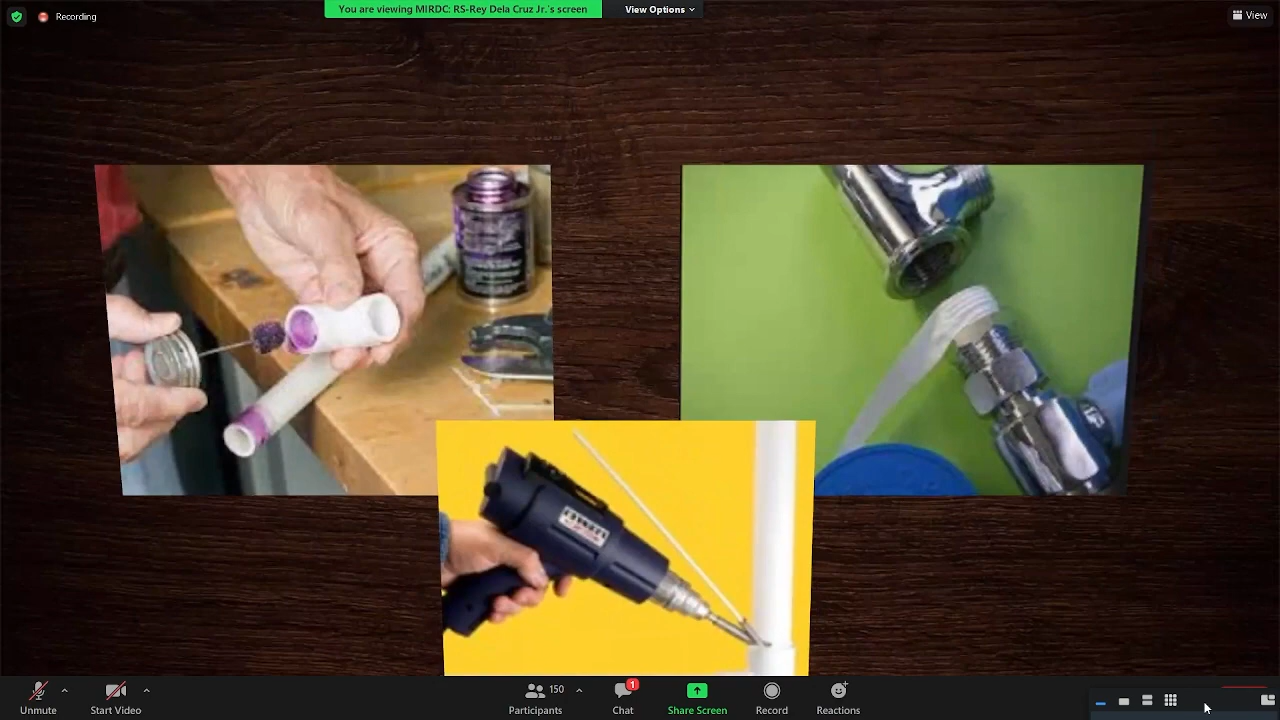 Recording
You are viewing MIRDC: RS-Rey Dela Cruz Jr.'s screen
View Options
View
Unmute
Start Video
150
Participants
1
Chat
Share Screen
Record
Reactions